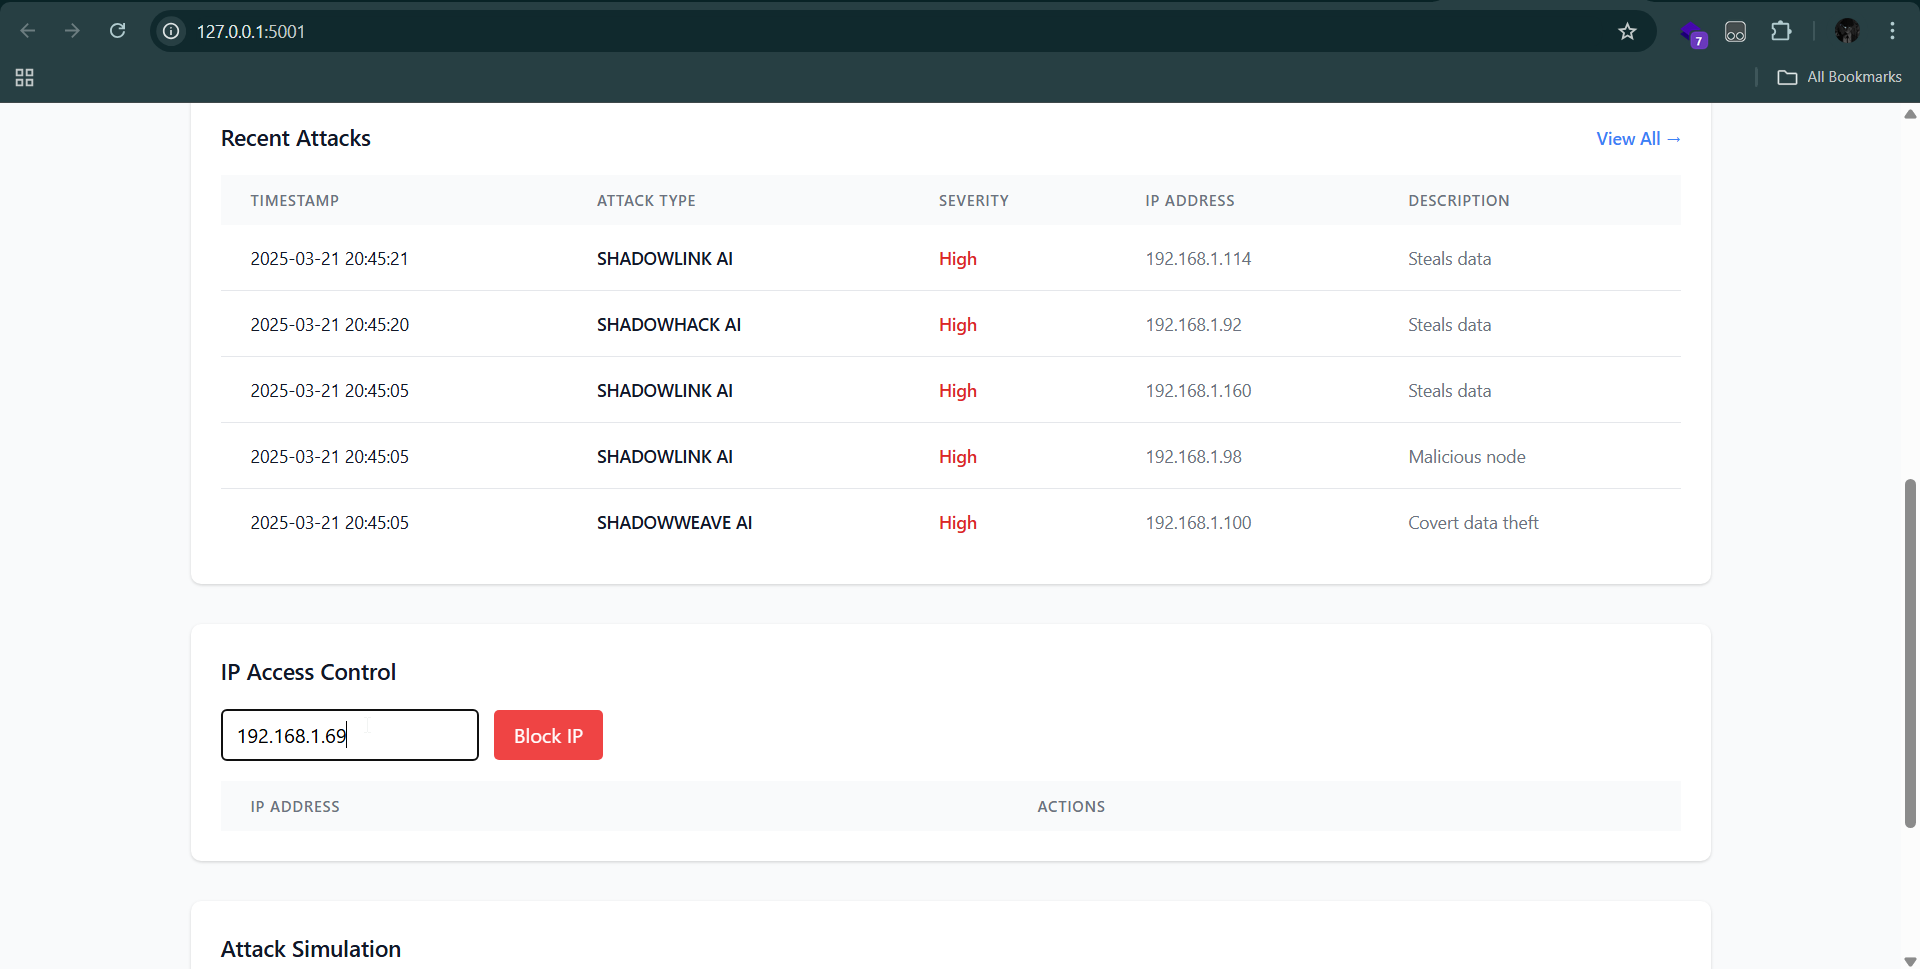 127.0.0.1:5001
7
All Bookmarks
Recent Attacks
View All →
TIMESTAMP ATTACK TYPE SEVERITY IP ADDRESS DESCRIPTION
2025-03-21 20:45:21 SHADOWLINK AI High 192.168.1.114 Steals data
2025-03-21 20:45:20 SHADOWHACK AI High 192.168.1.92 Steals data
2025-03-21 20:45:05 SHADOWLINK AI High 192.168.1.160 Steals data
2025-03-21 20:45:05 SHADOWLINK AI High 192.168.1.98 Malicious node
2025-03-21 20:45:05 SHADOWWEAVE AI High 192.168.1.100 Covert data theft
IP Access Control
192.168.1.69 Block IP
IP ADDRESS ACTIONS
Attack Simulation